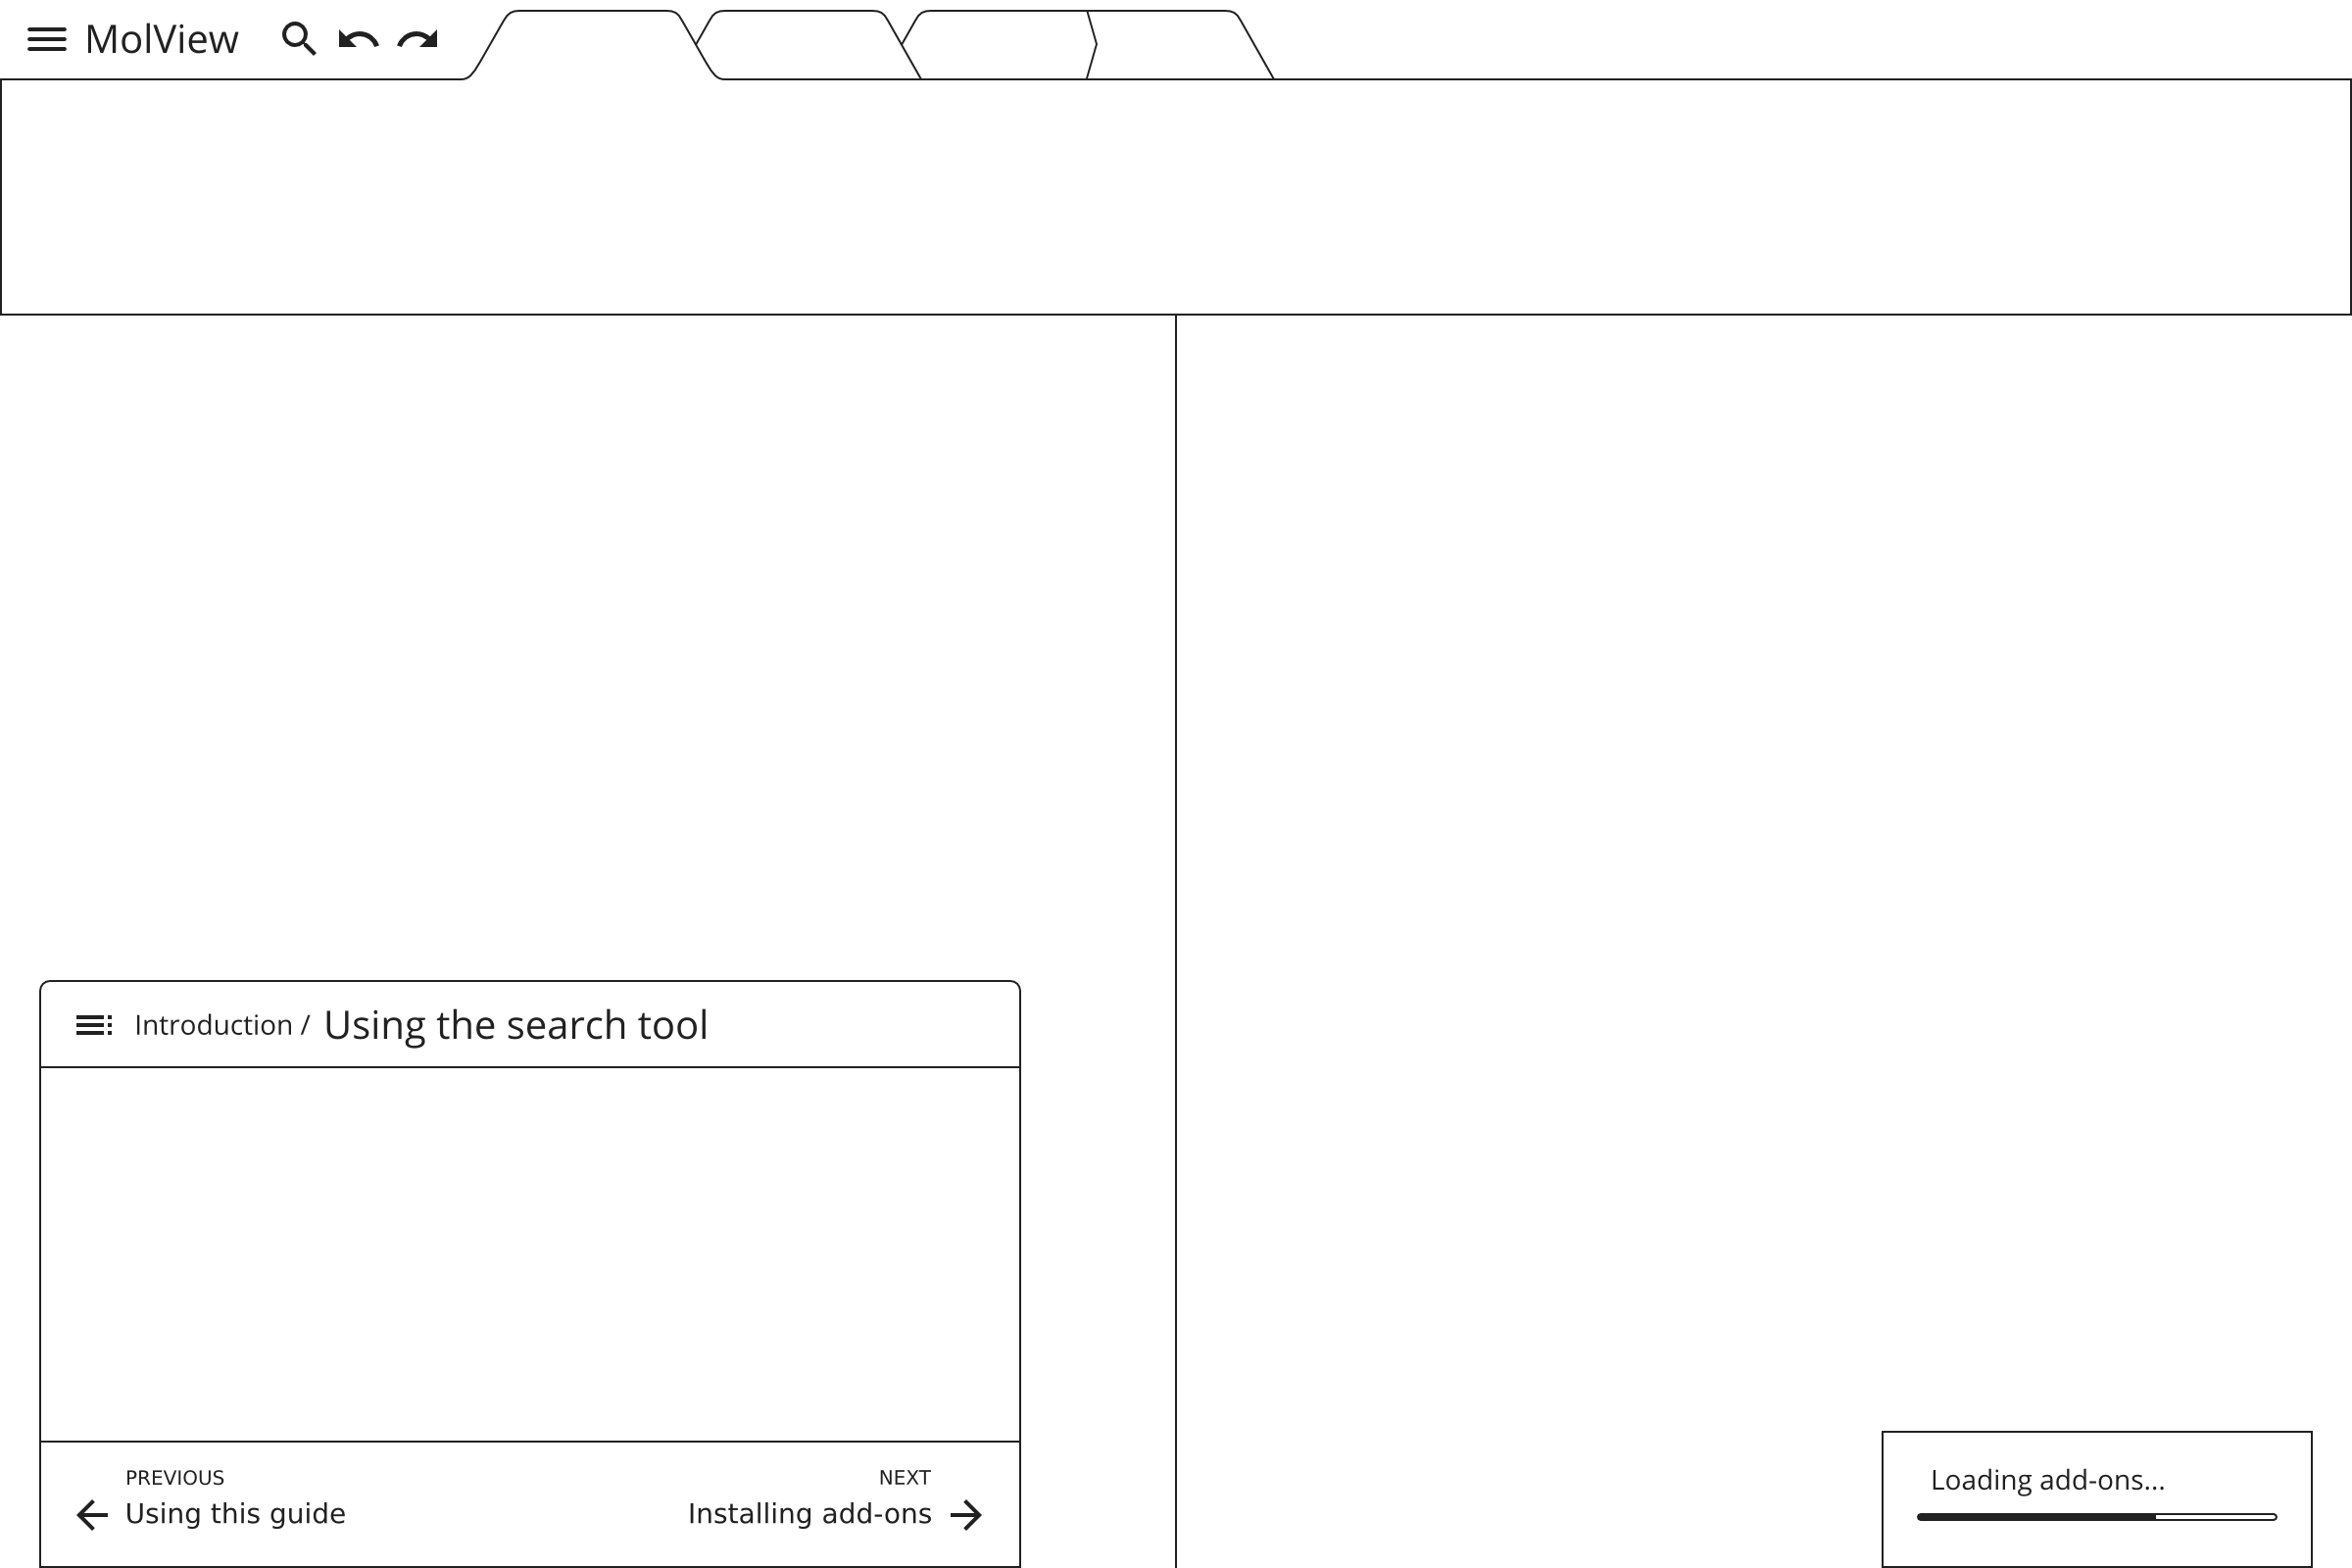 MolView
Introduction / Using the search tool
PREVIOUS
Using this guide
NEXT
Installing add-ons
Loading add-ons...